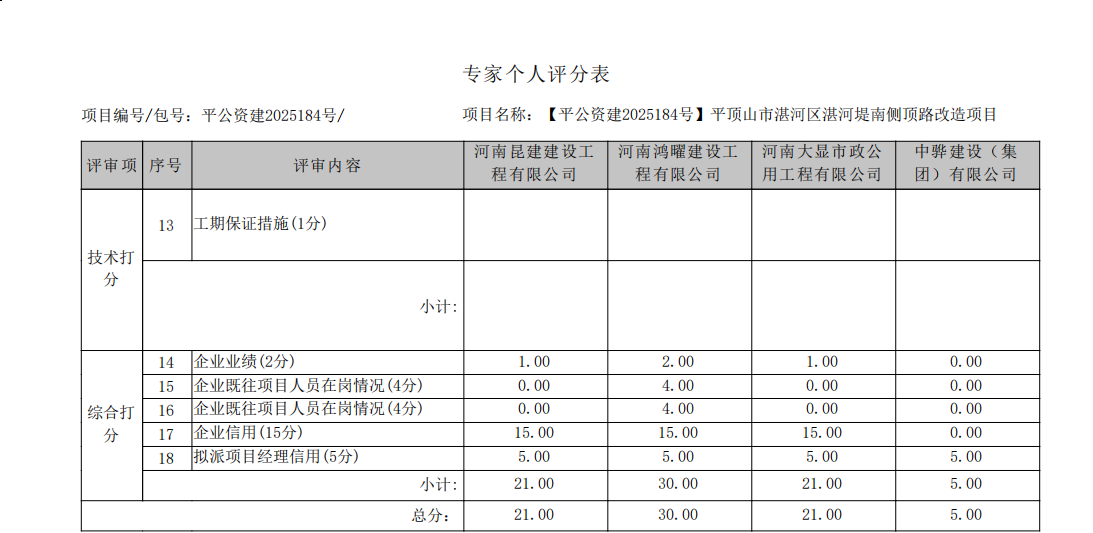 专家个人评分表
项目编号/包号: 平公资建2025184号/ 项目名称: 【平公资建2025184号】平顶山市湛河区湛河堤南侧顶路改造项目
评审项 序号 评审内容 河南昆建建设工程有限公司 河南鸿曜建设工程有限公司 河南大显市政公用工程有限公司 中骅建设（集团）有限公司
技术打分
13 工期保证措施(1分)
小计:
综合打分
14 企业业绩(2分) 1.00 2.00 1.00 0.00
15 企业既往项目人员在岗情况(4分) 0.00 4.00 0.00 0.00
16 企业既往项目人员在岗情况(4分) 0.00 4.00 0.00 0.00
17 企业信用(15分) 15.00 15.00 15.00 0.00
18 拟派项目经理信用(5分) 5.00 5.00 5.00 5.00
小计: 21.00 30.00 21.00 5.00
总分: 21.00 30.00 21.00 5.00